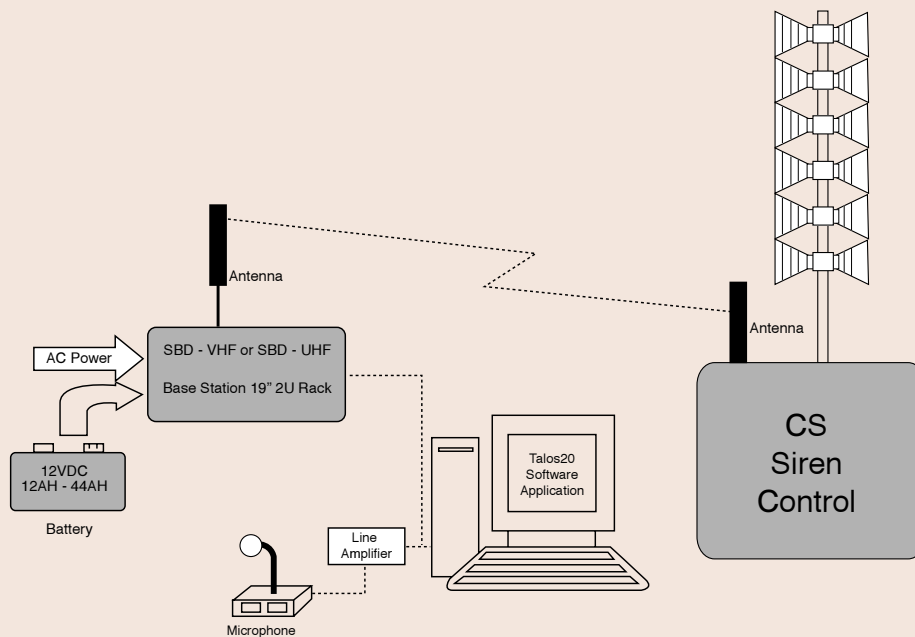 Antenna
AC Power
SBD - VHF or SBD - UHF
Base Station 19” 2U Rack
12VDC
12AH - 44AH
Battery
Antenna
CS
Siren
Control
Talos20
Software
Application
Line
Amplifier
Microphone